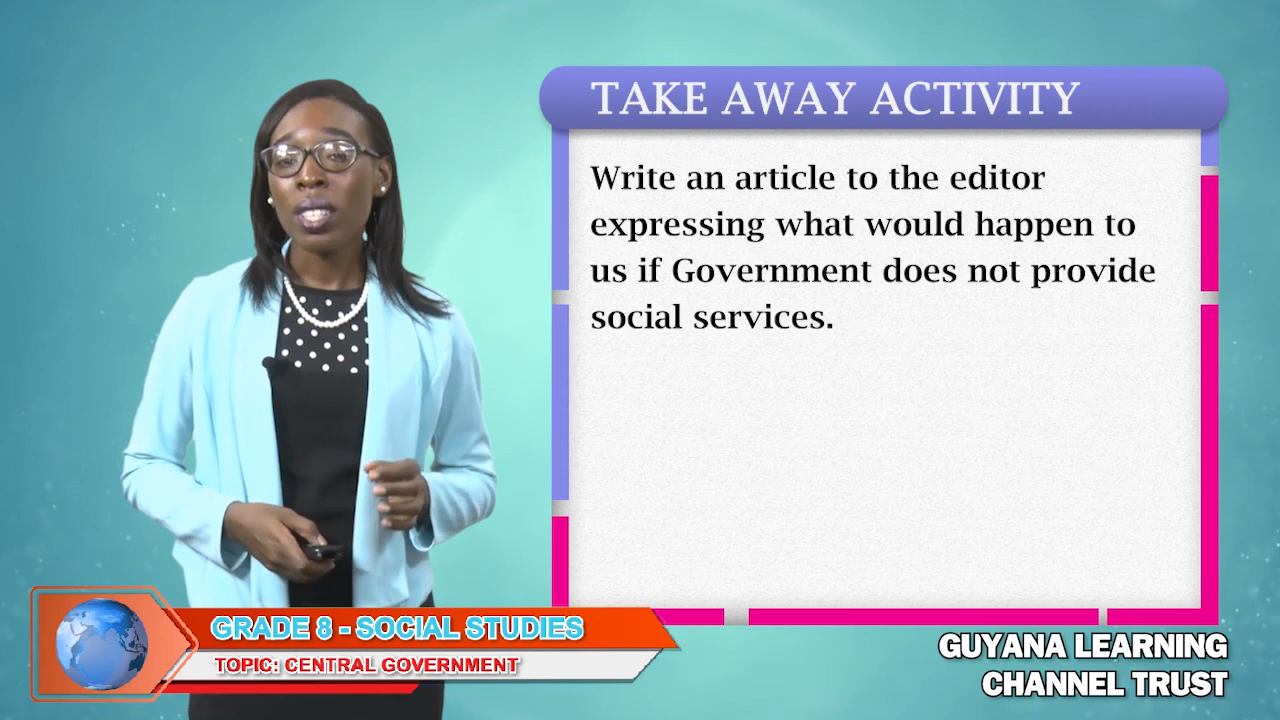 TAKE AWAY ACTIVITY
Write an article to the editor
expressing what would happen to
us if Government does not provide
social services.
GRADE 8 - SOCIAL STUDIES
TOPIC: CENTRAL GOVERNMENT
GUYANA LEARNING
CHANNEL TRUST